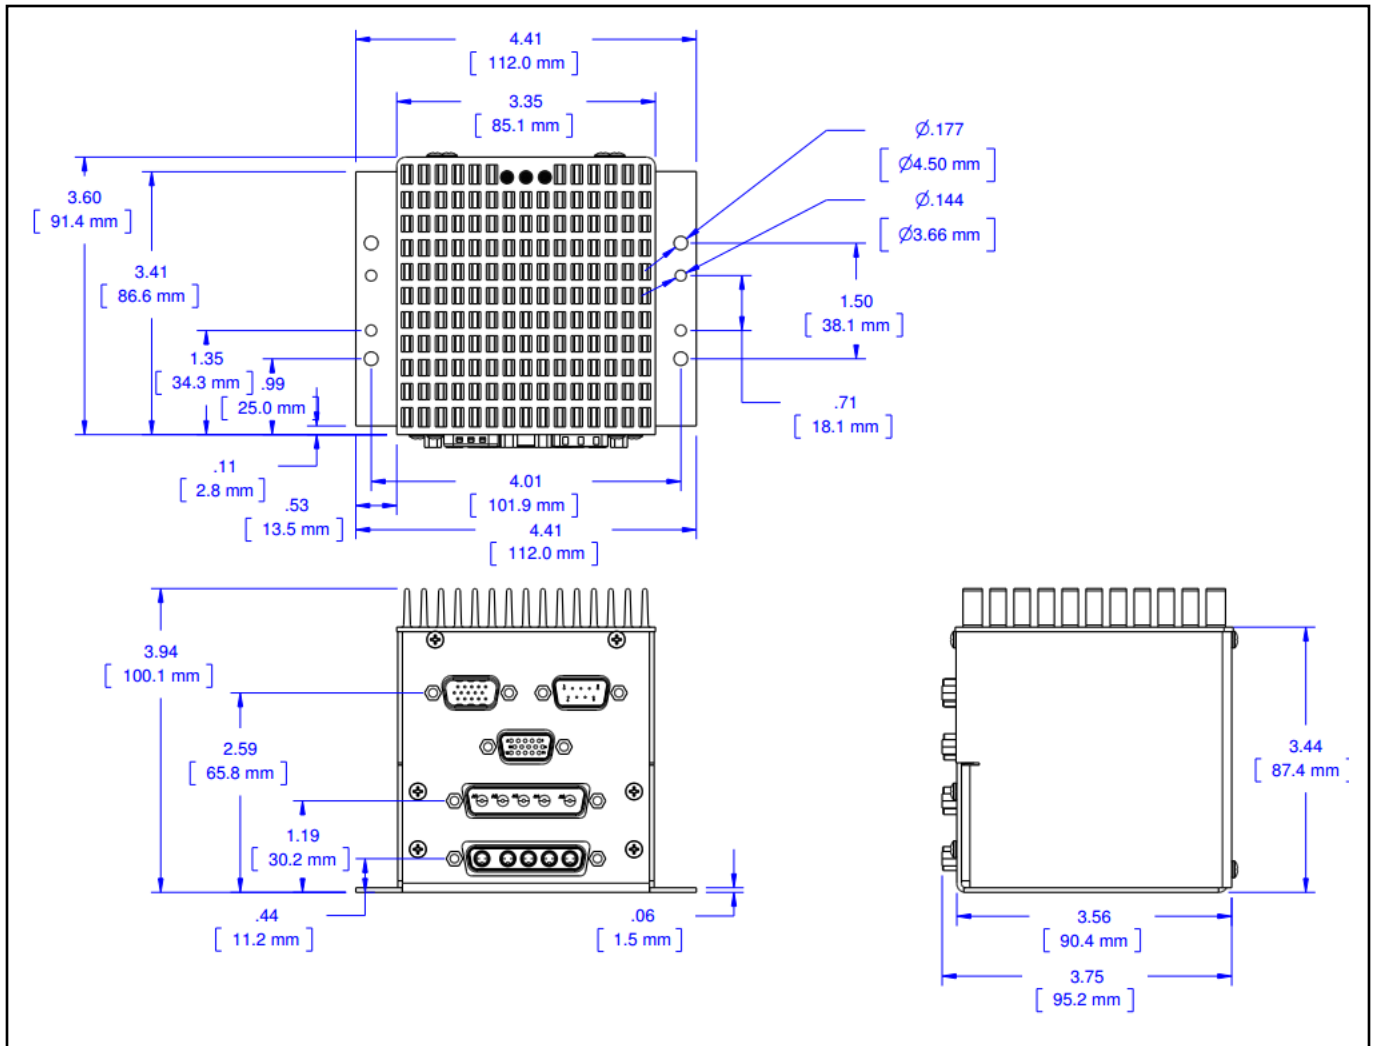 4.41
[ 112.0 mm ]
3.35
[ 85.1 mm ]
Ø.177
[ Ø4.50 mm ]
3.60
[ 91.4 mm ]
Ø.144
[ Ø3.66 mm ]
3.41
[ 86.6 mm ]
1.50
[ 38.1 mm ]
1.35
[ 34.3 mm ]
.99
[ 25.0 mm ]
.71
[ 18.1 mm ]
.11
[ 2.8 mm ]
4.01
[ 101.9 mm ]
.53
[ 13.5 mm ]
4.41
[ 112.0 mm ]
3.94
[ 100.1 mm ]
2.59
[ 65.8 mm ]
3.44
[ 87.4 mm ]
1.19
[ 30.2 mm ]
.44
[ 11.2 mm ]
.06
[ 1.5 mm ]
3.56
[ 90.4 mm ]
3.75
[ 95.2 mm ]